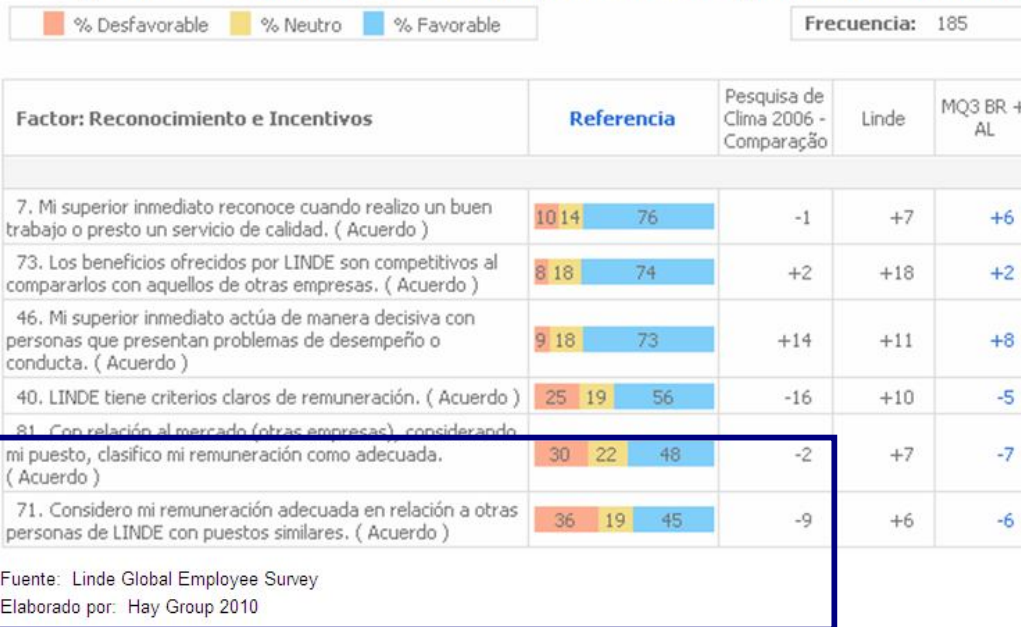 % Desfavorable % Neutro % Favorable
Frecuencia: 185
Factor: Reconocimiento e Incentivos
Referencia
Pesquisa de
Clima 2006 -
Comparação
Linde
MQ3 BR +
AL
7. Mi superior inmediato reconoce cuando realizo un buen
trabajo o presto un servicio de calidad. ( Acuerdo )
10 14 76 -1 +7 +6
73. Los beneficios ofrecidos por LINDE son competitivos al
compararlos con aquellos de otras empresas. ( Acuerdo )
8 18 74 +2 +18 +2
46. Mi superior inmediato actúa de manera decisiva con
personas que presentan problemas de desempeño o
conducta. ( Acuerdo )
9 18 73 +14 +11 +8
40. LINDE tiene criterios claros de remuneración. ( Acuerdo ) 25 19 56 -16 +10 -5
81. Con relación al mercado (otras empresas), considerando
mi puesto, clasifico mi remuneración como adecuada.
( Acuerdo )
30 22 48 -2 +7 -7
71. Considero mi remuneración adecuada en relación a otras
personas de LINDE con puestos similares. ( Acuerdo )
36 19 45 -9 +6 -6
Fuente: Linde Global Employee Survey
Elaborado por: Hay Group 2010